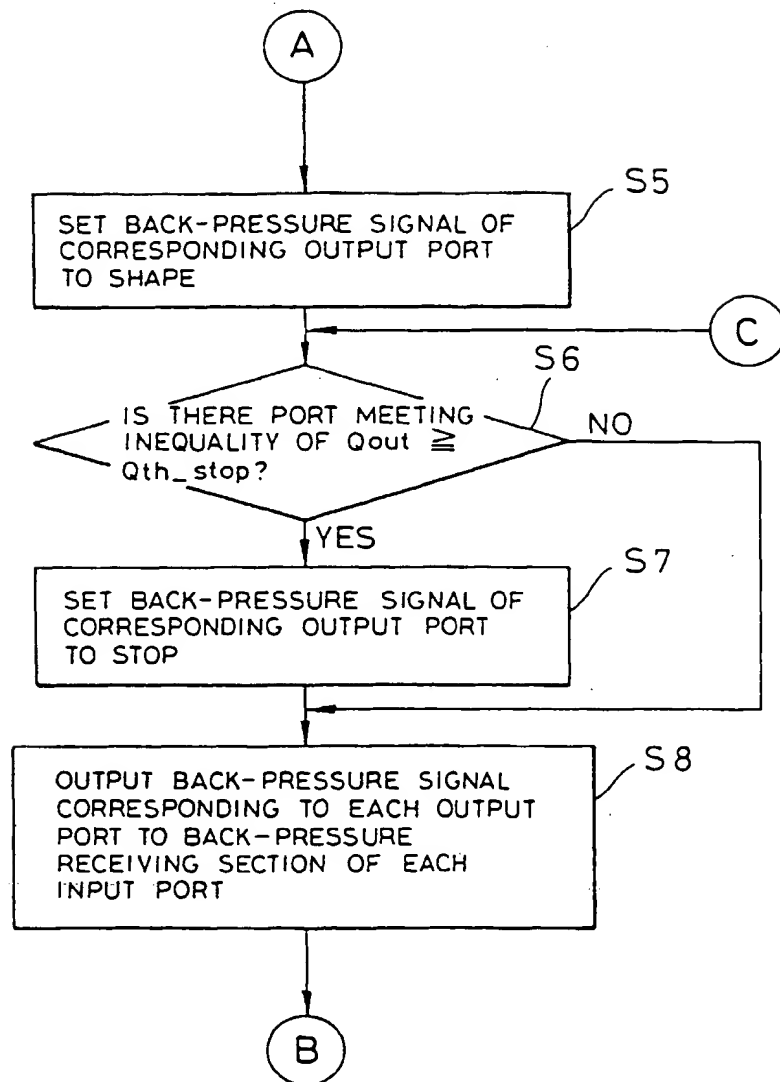 A
S5
SET BACK-PRESSURE SIGNAL OF
CORRESPONDING OUTPUT PORT
TO SHAPE
C
S6
IS THERE PORT MEETING
INEQUALITY OF Qout ≧
Qth_stop?
NO
YES
S7
SET BACK-PRESSURE SIGNAL OF
CORRESPONDING OUTPUT PORT
TO STOP
S8
OUTPUT BACK-PRESSURE SIGNAL
CORRESPONDING TO EACH OUTPUT
PORT TO BACK-PRESSURE
RECEIVING SECTION OF EACH
INPUT PORT
B